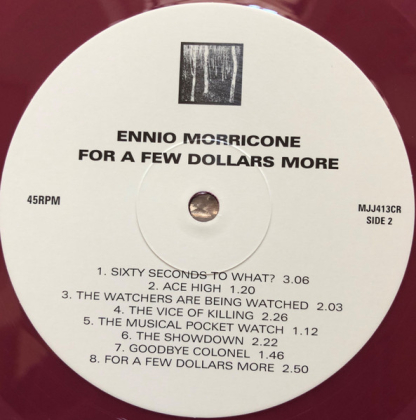 ENNIO MORRICONE
FOR A FEW DOLLARS MORE
45RPM
MJJ413CR
SIDE 2
1. SIXTY SECONDS TO WHAT? 3.06
2. ACE HIGH 1.20
3. THE WATCHERS ARE BEING WATCHED 2.03
4. THE VICE OF KILLING 2.26
5. THE MUSICAL POCKET WATCH 1.12
6. THE SHOWDOWN 2.22
7. GOODBYE COLONEL 1.46
8. FOR A FEW DOLLARS MORE 2.50